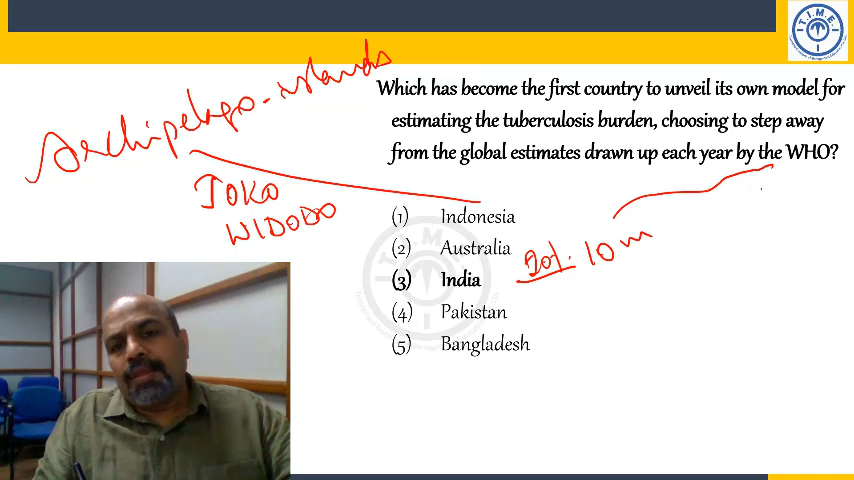 T.I.M.E.
Which has become the first country to unveil its own model for
estimating the tuberculosis burden, choosing to step away
from the global estimates drawn up each year by the WHO?
Archipelago - islands
JOKO
WIDODO
(1) Indonesia
(2) Australia
20%. 10 m
(3) India
(4) Pakistan
(5) Bangladesh